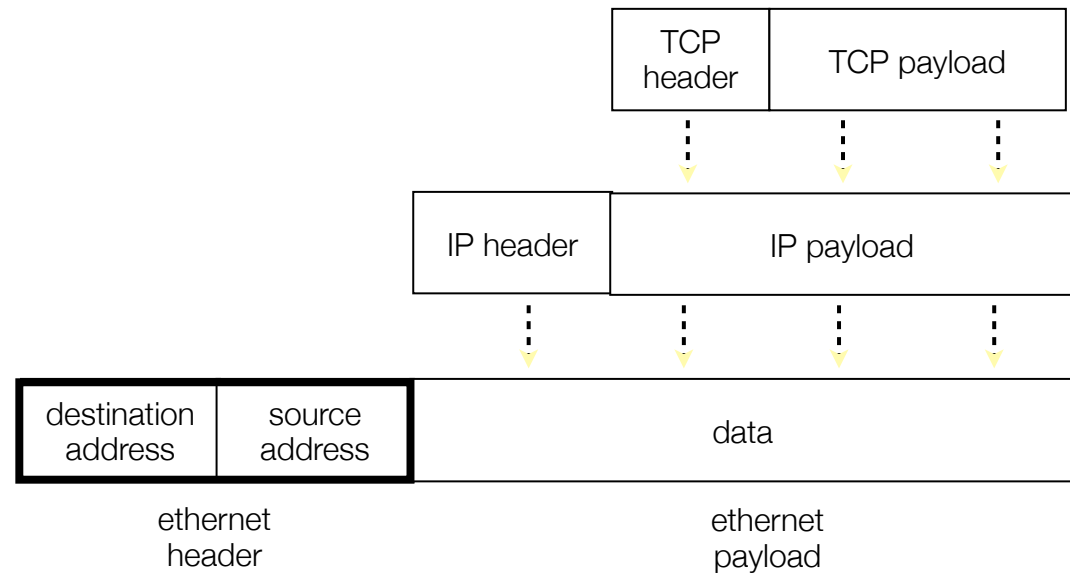 TCP
header
TCP payload
IP header
IP payload
destination
address
source
address
data
ethernet
header
ethernet
payload